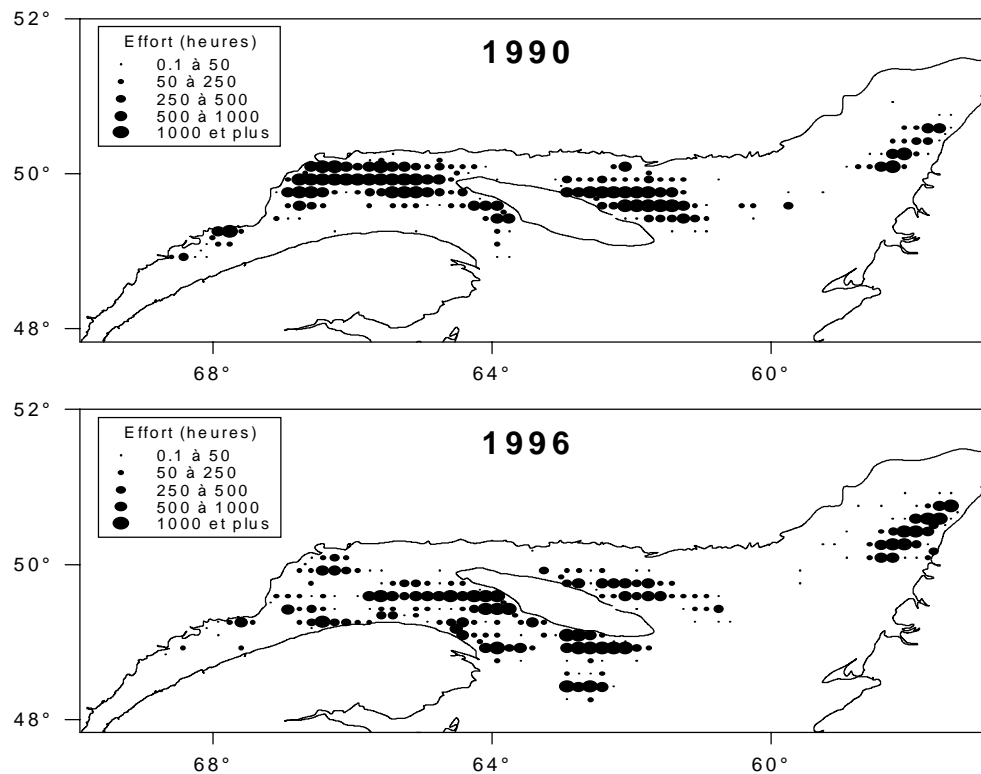 52°
Effort (heures)
0.1 à 50
50 à 250
250 à 500
500 à 1000
1000 et plus
1990
50°
48°
68°
64°
60°
52°
Effort (heures)
0.1 à 50
50 à 250
250 à 500
500 à 1000
1000 et plus
1996
50°
48°
68°
64°
60°